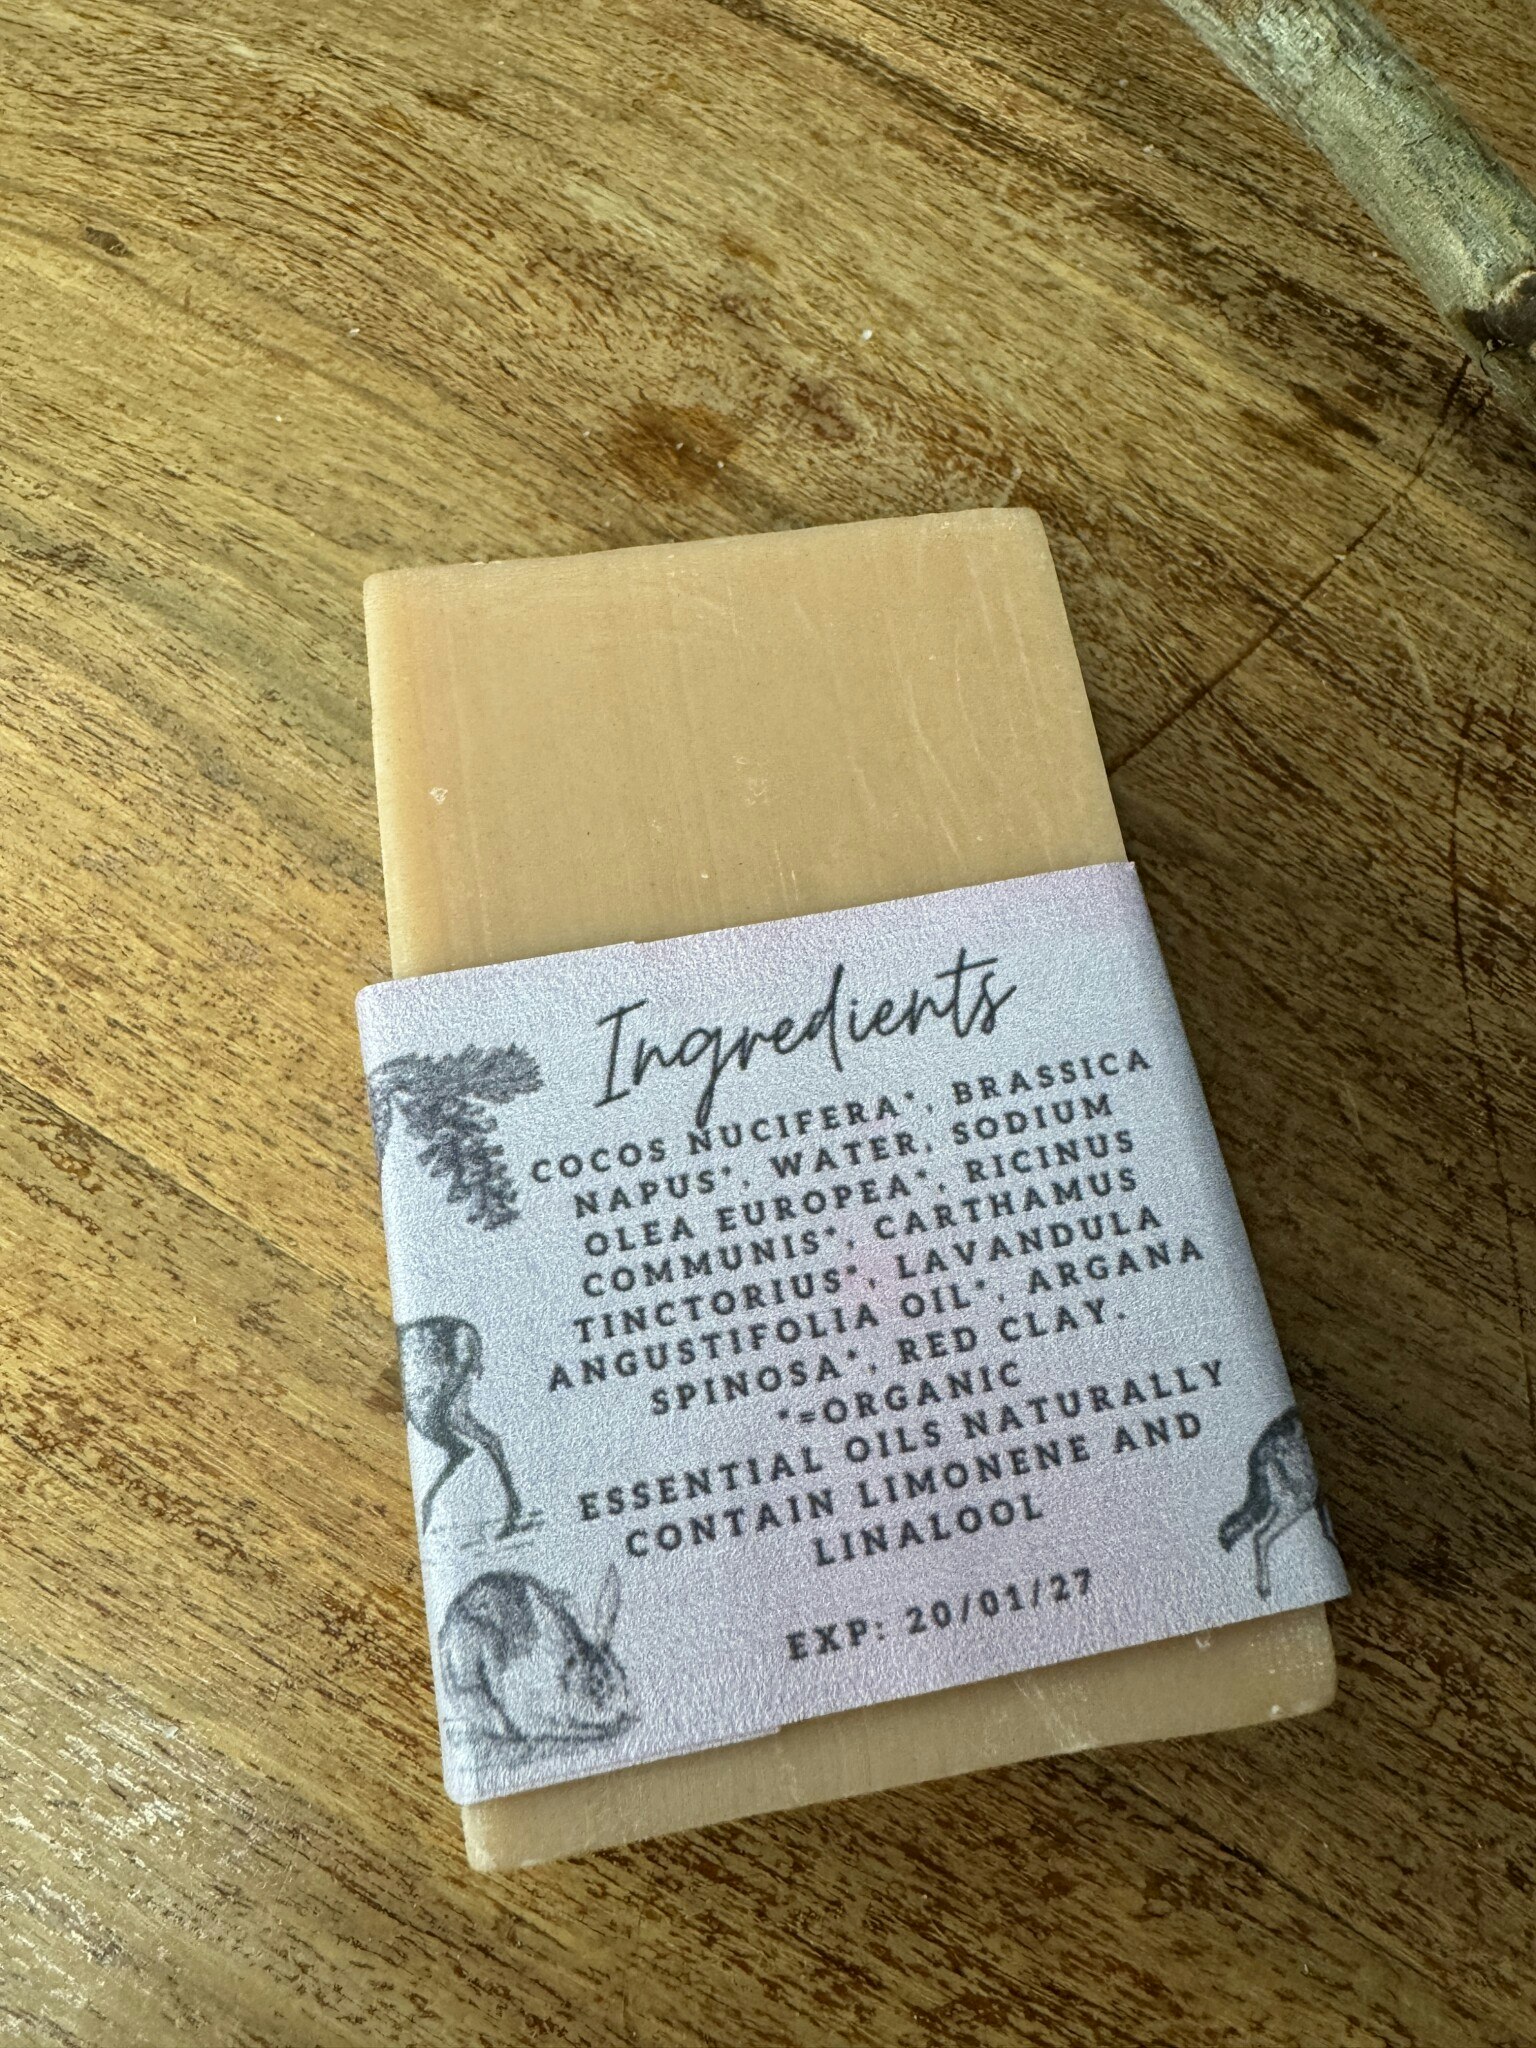 Ingredients
COCOS NUCIFERA*, BRASSICA
NAPUS*, WATER, SODIUM
OLEA EUROPEA*, RICINUS
COMMUNIS*, CARTHAMUS
TINCTORIUS*, LAVANDULA
ANGUSTIFOLIA OIL*, ARGANA
SPINOSA*, RED CLAY.
*=ORGANIC
ESSENTIAL OILS NATURALLY
CONTAIN LIMONENE AND
LINALOOL
EXP: 20/01/27